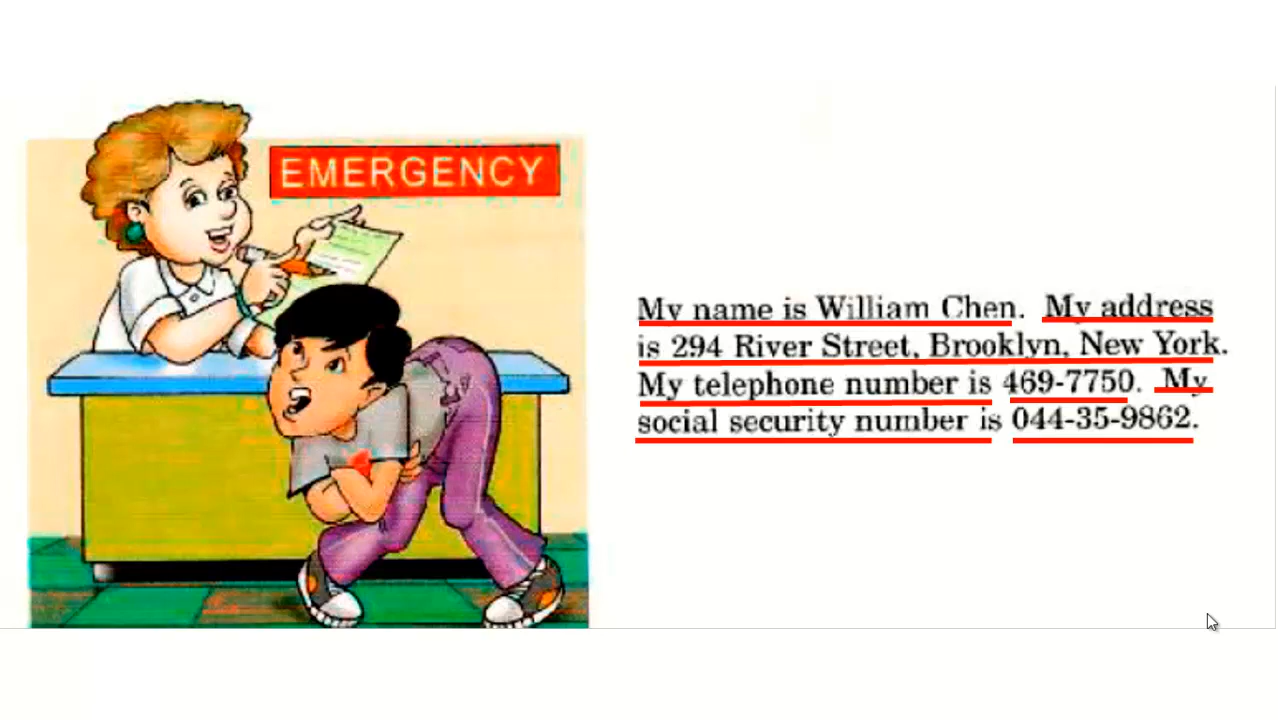 EMERGENCY
My name is William Chen. My address
is 294 River Street, Brooklyn, New York.
My telephone number is 469-7750. My
social security number is 044-35-9862.